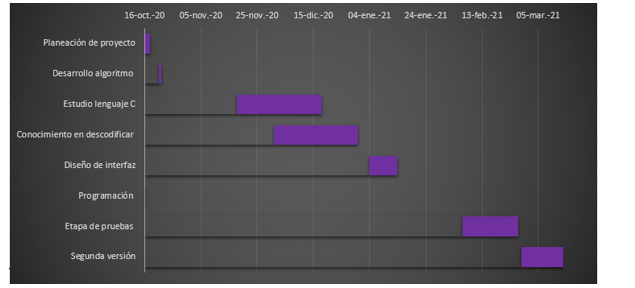 16-oct.-20 05-nov.-20 25-nov.-20 15-dic.-20 04-ene.-21 24-ene.-21 13-feb.-21 05-mar.-21
Planeación de proyecto
Desarrollo algoritmo
Estudio lenguaje C
Conocimiento en descodificar
Diseño de interfaz
Programación
Etapa de pruebas
Segunda versión